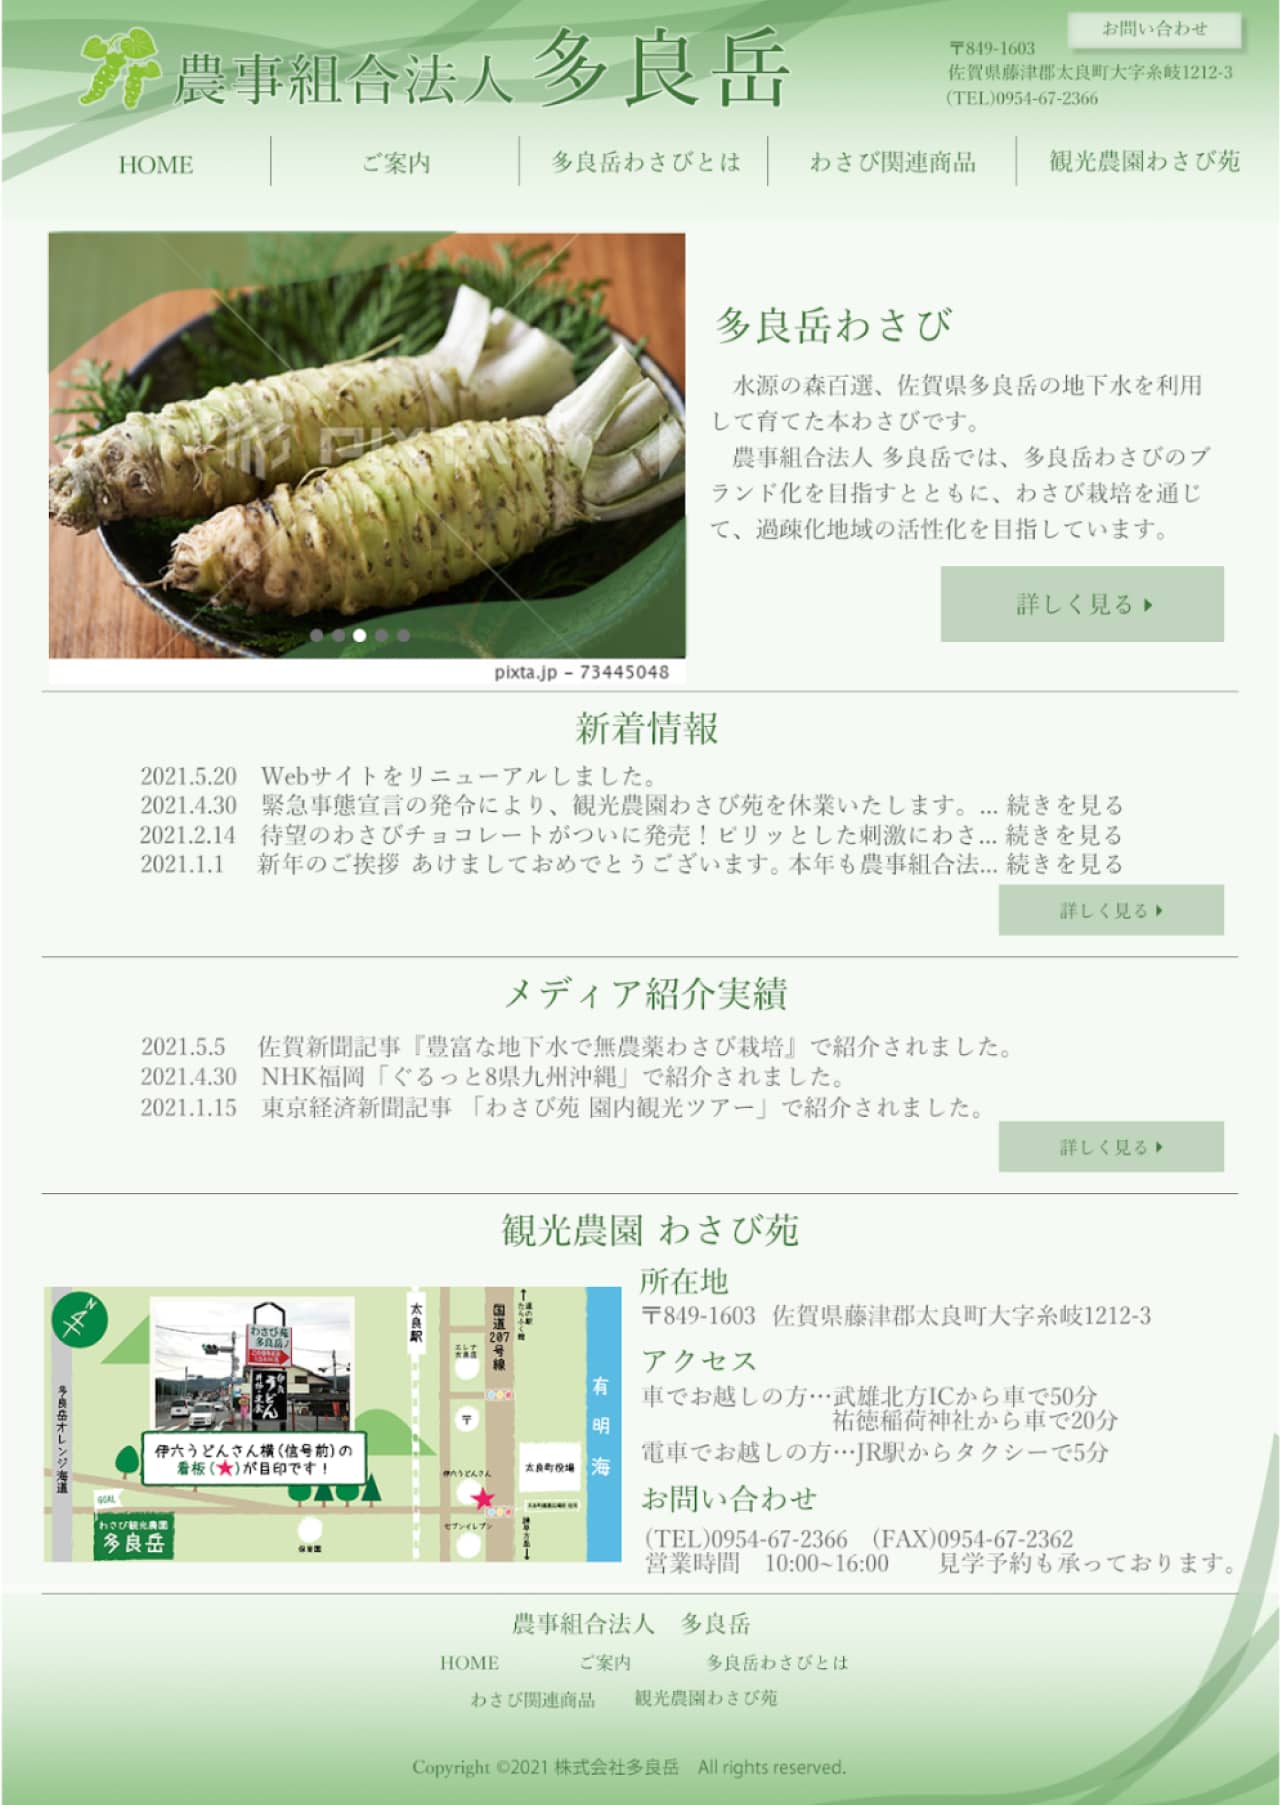 農事組合法人 多良岳
お問い合わせ
〒849-1603
佐賀県藤津郡太良町大字糸岐1212-3
(TEL)0954-67-2366
HOME
ご案内
多良岳わさびとは
わさび関連商品
観光農園わさび苑
PIXTA
pixta.jp - 73445048
多良岳わさび
水源の森百選、佐賀県多良岳の地下水を利用
して育てた本わさびです。
農事組合法人 多良岳では、多良岳わさびのブ
ランド化を目指すとともに、わさび栽培を通じ
て、過疎化地域の活性化を目指しています。
詳しく見る
新着情報
2021.5.20 Webサイトをリニューアルしました。
2021.4.30 緊急事態宣言の発令により、観光農園わさび苑を休業いたします。... 続きを見る
2021.2.14 待望のわさびチョコレートがついに発売！ピリッとした刺激にわさ... 続きを見る
2021.1.1 新年のご挨拶 あけましておめでとうございます。本年も農事組合法... 続きを見る
詳しく見る
メディア紹介実績
2021.5.5 佐賀新聞記事『豊富な地下水で無農薬わさび栽培』で紹介されました。
2021.4.30 NHK福岡「ぐるっと8県九州沖縄」で紹介されました。
2021.1.15 東京経済新聞記事 「わさび苑 園内観光ツアー」で紹介されました。
詳しく見る
観光農園 わさび苑
N
多良岳オレンジ海道
わさび苑
多良岳
うどん
伊六うどんさん横(信号前)の
看板(★)が目印です！
GOAL
わさび観光農園
多良岳
保育園
太良駅
エレナ
太良店
〒
伊六うどんさん
セブンイレブン
国道207号線
道の駅
たらふく館
太良町役場
諫早方面
有明海
所在地
〒849-1603 佐賀県藤津郡太良町大字糸岐1212-3
アクセス
車でお越しの方…武雄北方ICから車で50分
祐徳稲荷神社から車で20分
電車でお越しの方…JR駅からタクシーで5分
お問い合わせ
(TEL)0954-67-2366 (FAX)0954-67-2362
営業時間 10:00~16:00 見学予約も承っております。
農事組合法人 多良岳
HOME
ご案内
多良岳わさびとは
わさび関連商品
観光農園わさび苑
Copyright ©2021 株式会社多良岳 All rights reserved.